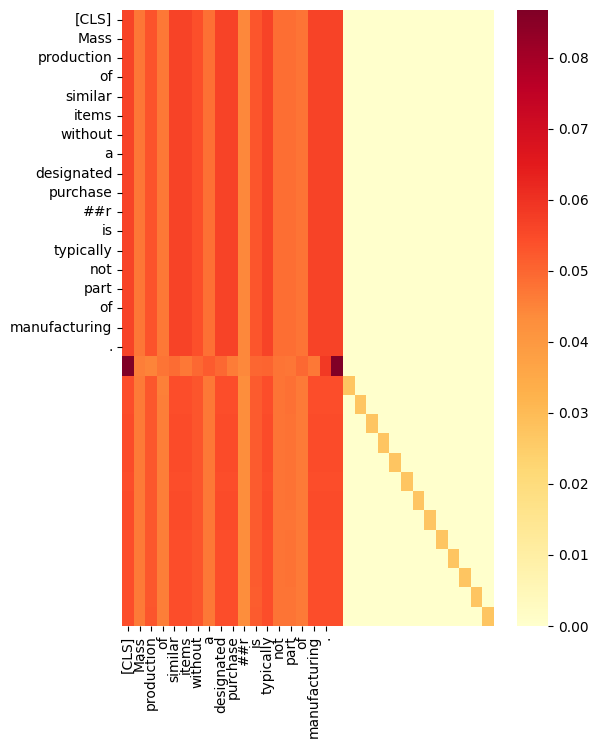 [CLS]
Mass
production
of
similar
items
without
a
designated
purchase
##r
is
typically
not
part
of
manufacturing
.
0.08
0.07
0.06
0.05
0.04
0.03
0.02
0.01
0.00
[CLS]
Mass
production
of
similar
items
without
a
designated
purchase
##r
is
typically
not
part
of
manufacturing
.